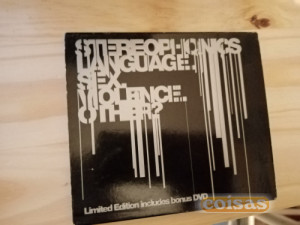 STEREOPHONICS
LANGUAGE.
SEX.
VIOLENCE.
OTHER?
Limited Edition includes bonus DVD
coisas